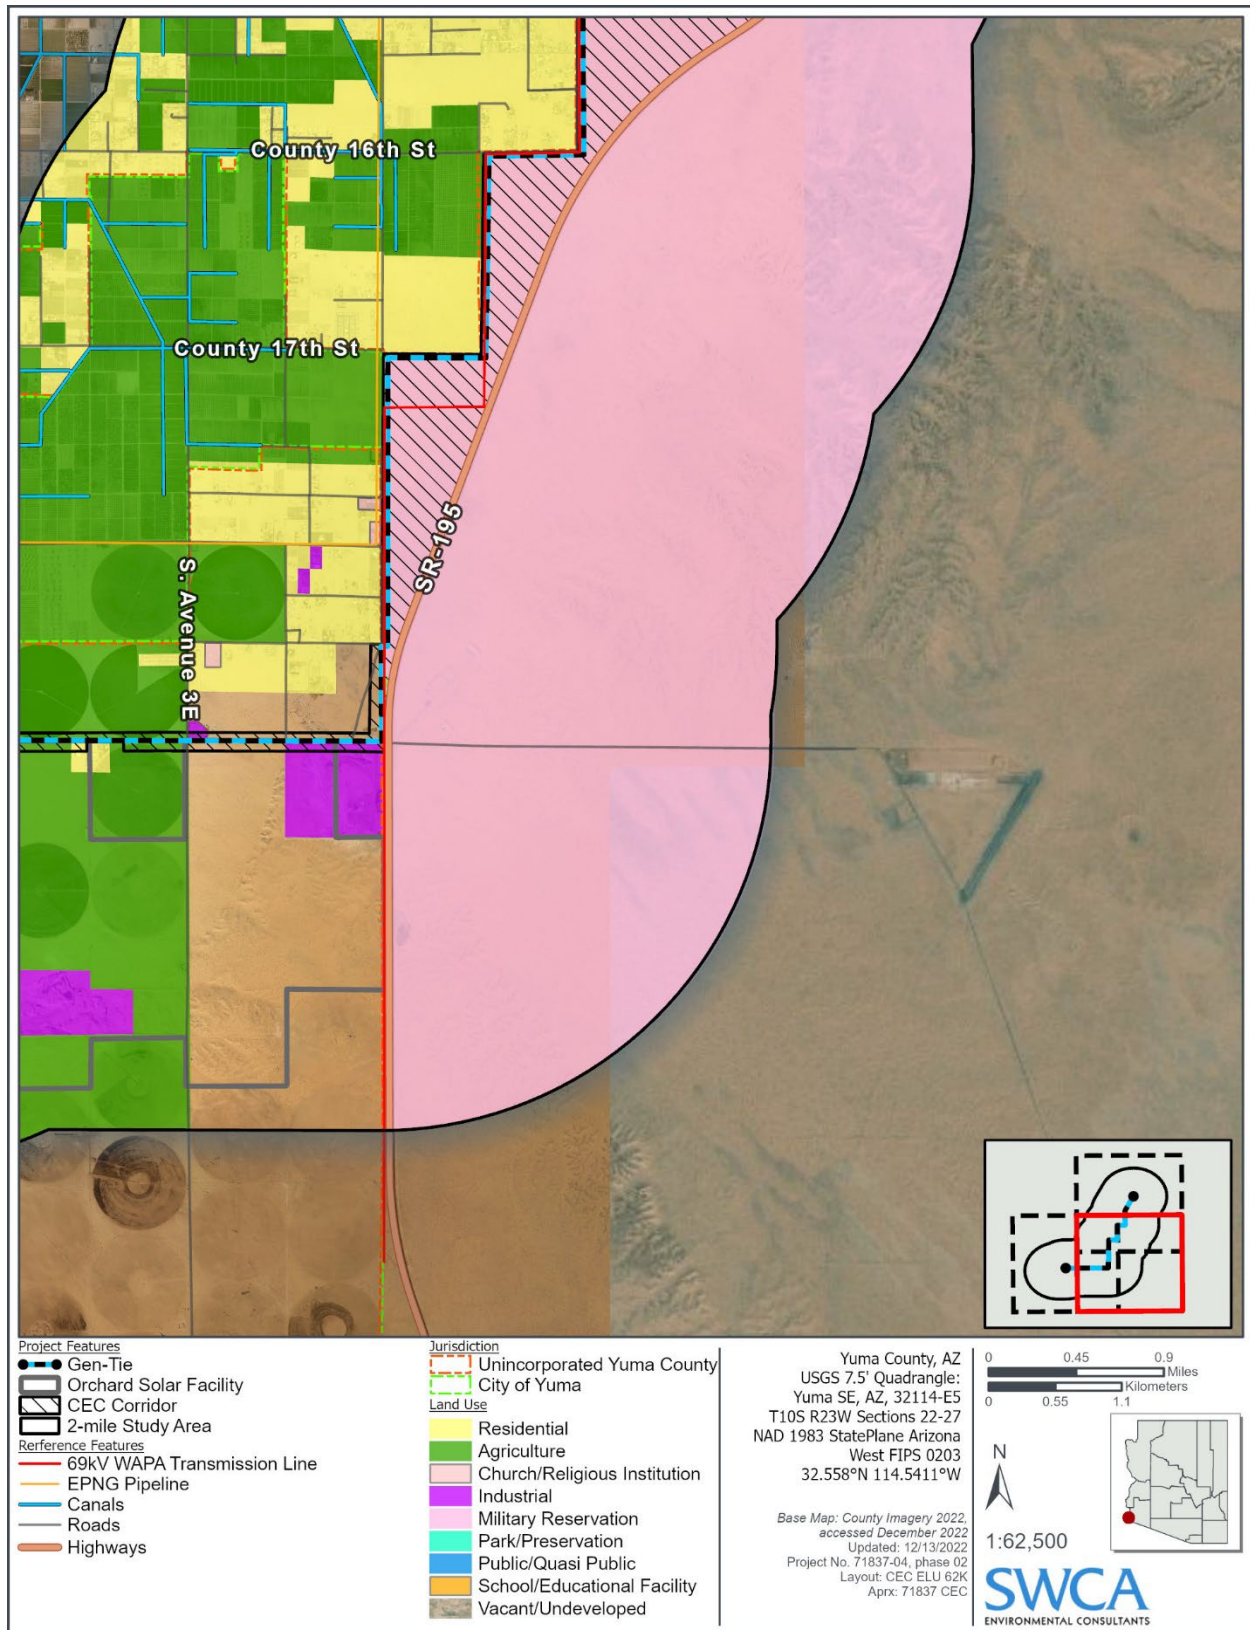 County 16th St
County 17th St
SR-195
S. Avenue 3E
Project Features
Gen-Tie
Orchard Solar Facility
CEC Corridor
2-mile Study Area
Rerference Features
69kV WAPA Transmission Line
EPNG Pipeline
Canals
Roads
Highways
Jurisdiction
Unincorporated Yuma County
City of Yuma
Land Use
Residential
Agriculture
Church/Religious Institution
Industrial
Military Reservation
Park/Preservation
Public/Quasi Public
School/Educational Facility
Vacant/Undeveloped
Yuma County, AZ
USGS 7.5' Quadrangle:
Yuma SE, AZ, 32114-E5
T10S R23W Sections 22-27
NAD 1983 StatePlane Arizona
West FIPS 0203
32.558°N 114.5411°W
Base Map: County Imagery 2022,
accessed December 2022
Updated: 12/13/2022
Project No. 71837-04, phase 02
Layout: CEC ELU 62K
Aprx: 71837 CEC
0 0.45 0.9
Miles
Kilometers
0 0.55 1.1
N
1:62,500
SWCA
ENVIRONMENTAL CONSULTANTS